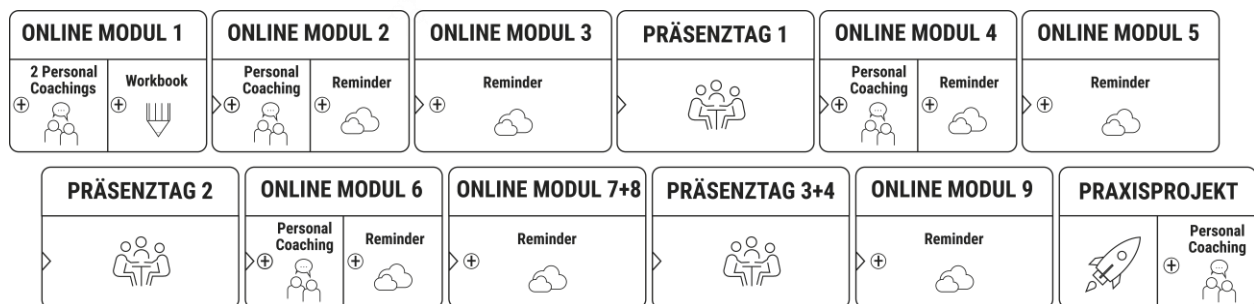 ONLINE MODUL 1
2 Personal
Coachings
Workbook
ONLINE MODUL 2
Personal
Coaching
Reminder
ONLINE MODUL 3
Reminder
PRÄSENZTAG 1
ONLINE MODUL 4
Personal
Coaching
Reminder
ONLINE MODUL 5
Reminder
PRÄSENZTAG 2
ONLINE MODUL 6
Personal
Coaching
Reminder
ONLINE MODUL 7+8
Reminder
PRÄSENZTAG 3+4
ONLINE MODUL 9
Reminder
PRAXISPROJEKT
Personal
Coaching